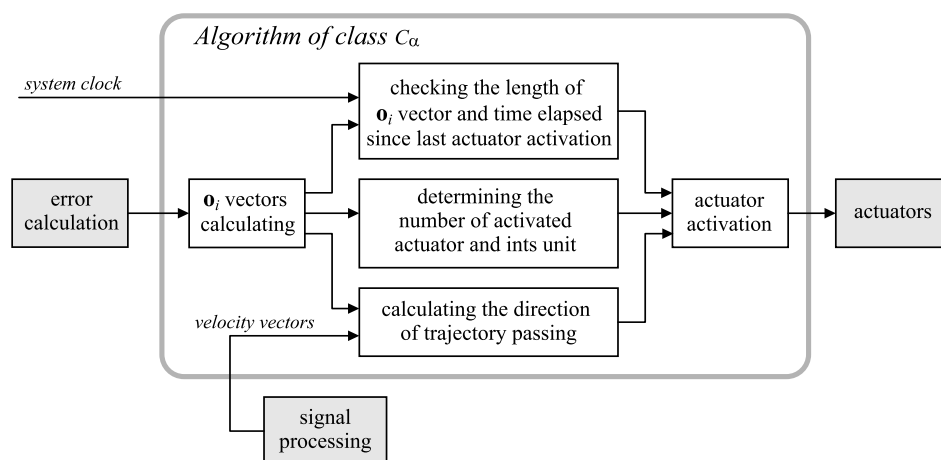 Algorithm of class Cα
system clock
checking the length of
oᵢ vector and time elapsed
since last actuator activation
error
calculation
oᵢ vectors
calculating
determining the
number of activated
actuator and ints unit
actuator
activation
actuators
velocity vectors
calculating the direction
of trajectory passing
signal
processing